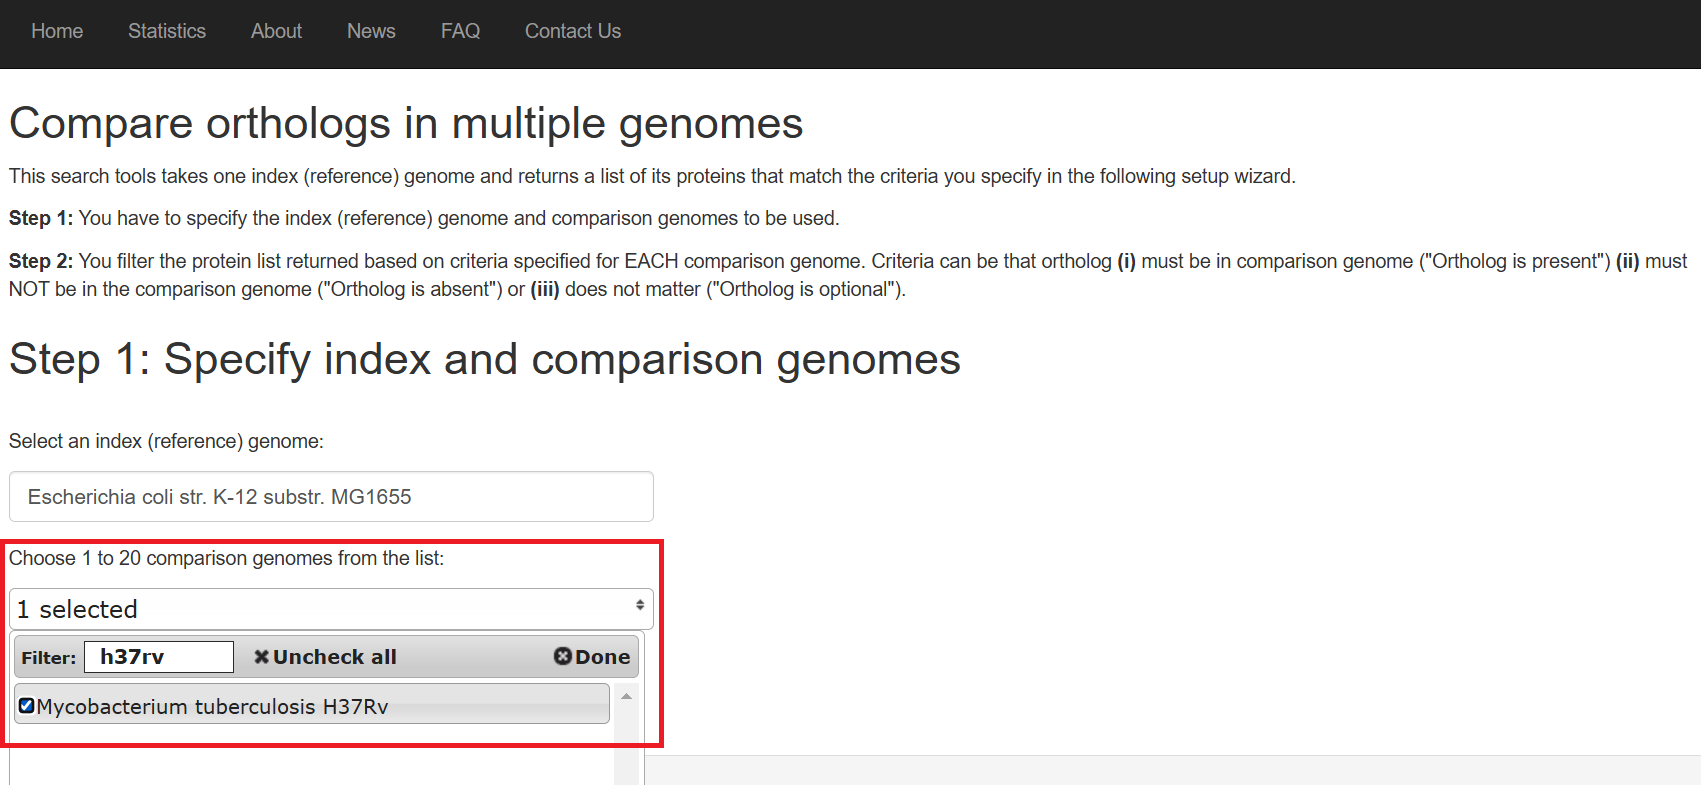 Home Statistics About News FAQ Contact Us
Compare orthologs in multiple genomes
This search tools takes one index (reference) genome and returns a list of its proteins that match the criteria you specify in the following setup wizard.
Step 1: You have to specify the index (reference) genome and comparison genomes to be used.
Step 2: You filter the protein list returned based on criteria specified for EACH comparison genome. Criteria can be that ortholog (i) must be in comparison genome ("Ortholog is present") (ii) must
NOT be in the comparison genome ("Ortholog is absent") or (iii) does not matter ("Ortholog is optional").
Step 1: Specify index and comparison genomes
Select an index (reference) genome:
Escherichia coli str. K-12 substr. MG1655
Choose 1 to 20 comparison genomes from the list:
1 selected
Filter: h37rv Uncheck all Done
Mycobacterium tuberculosis H37Rv